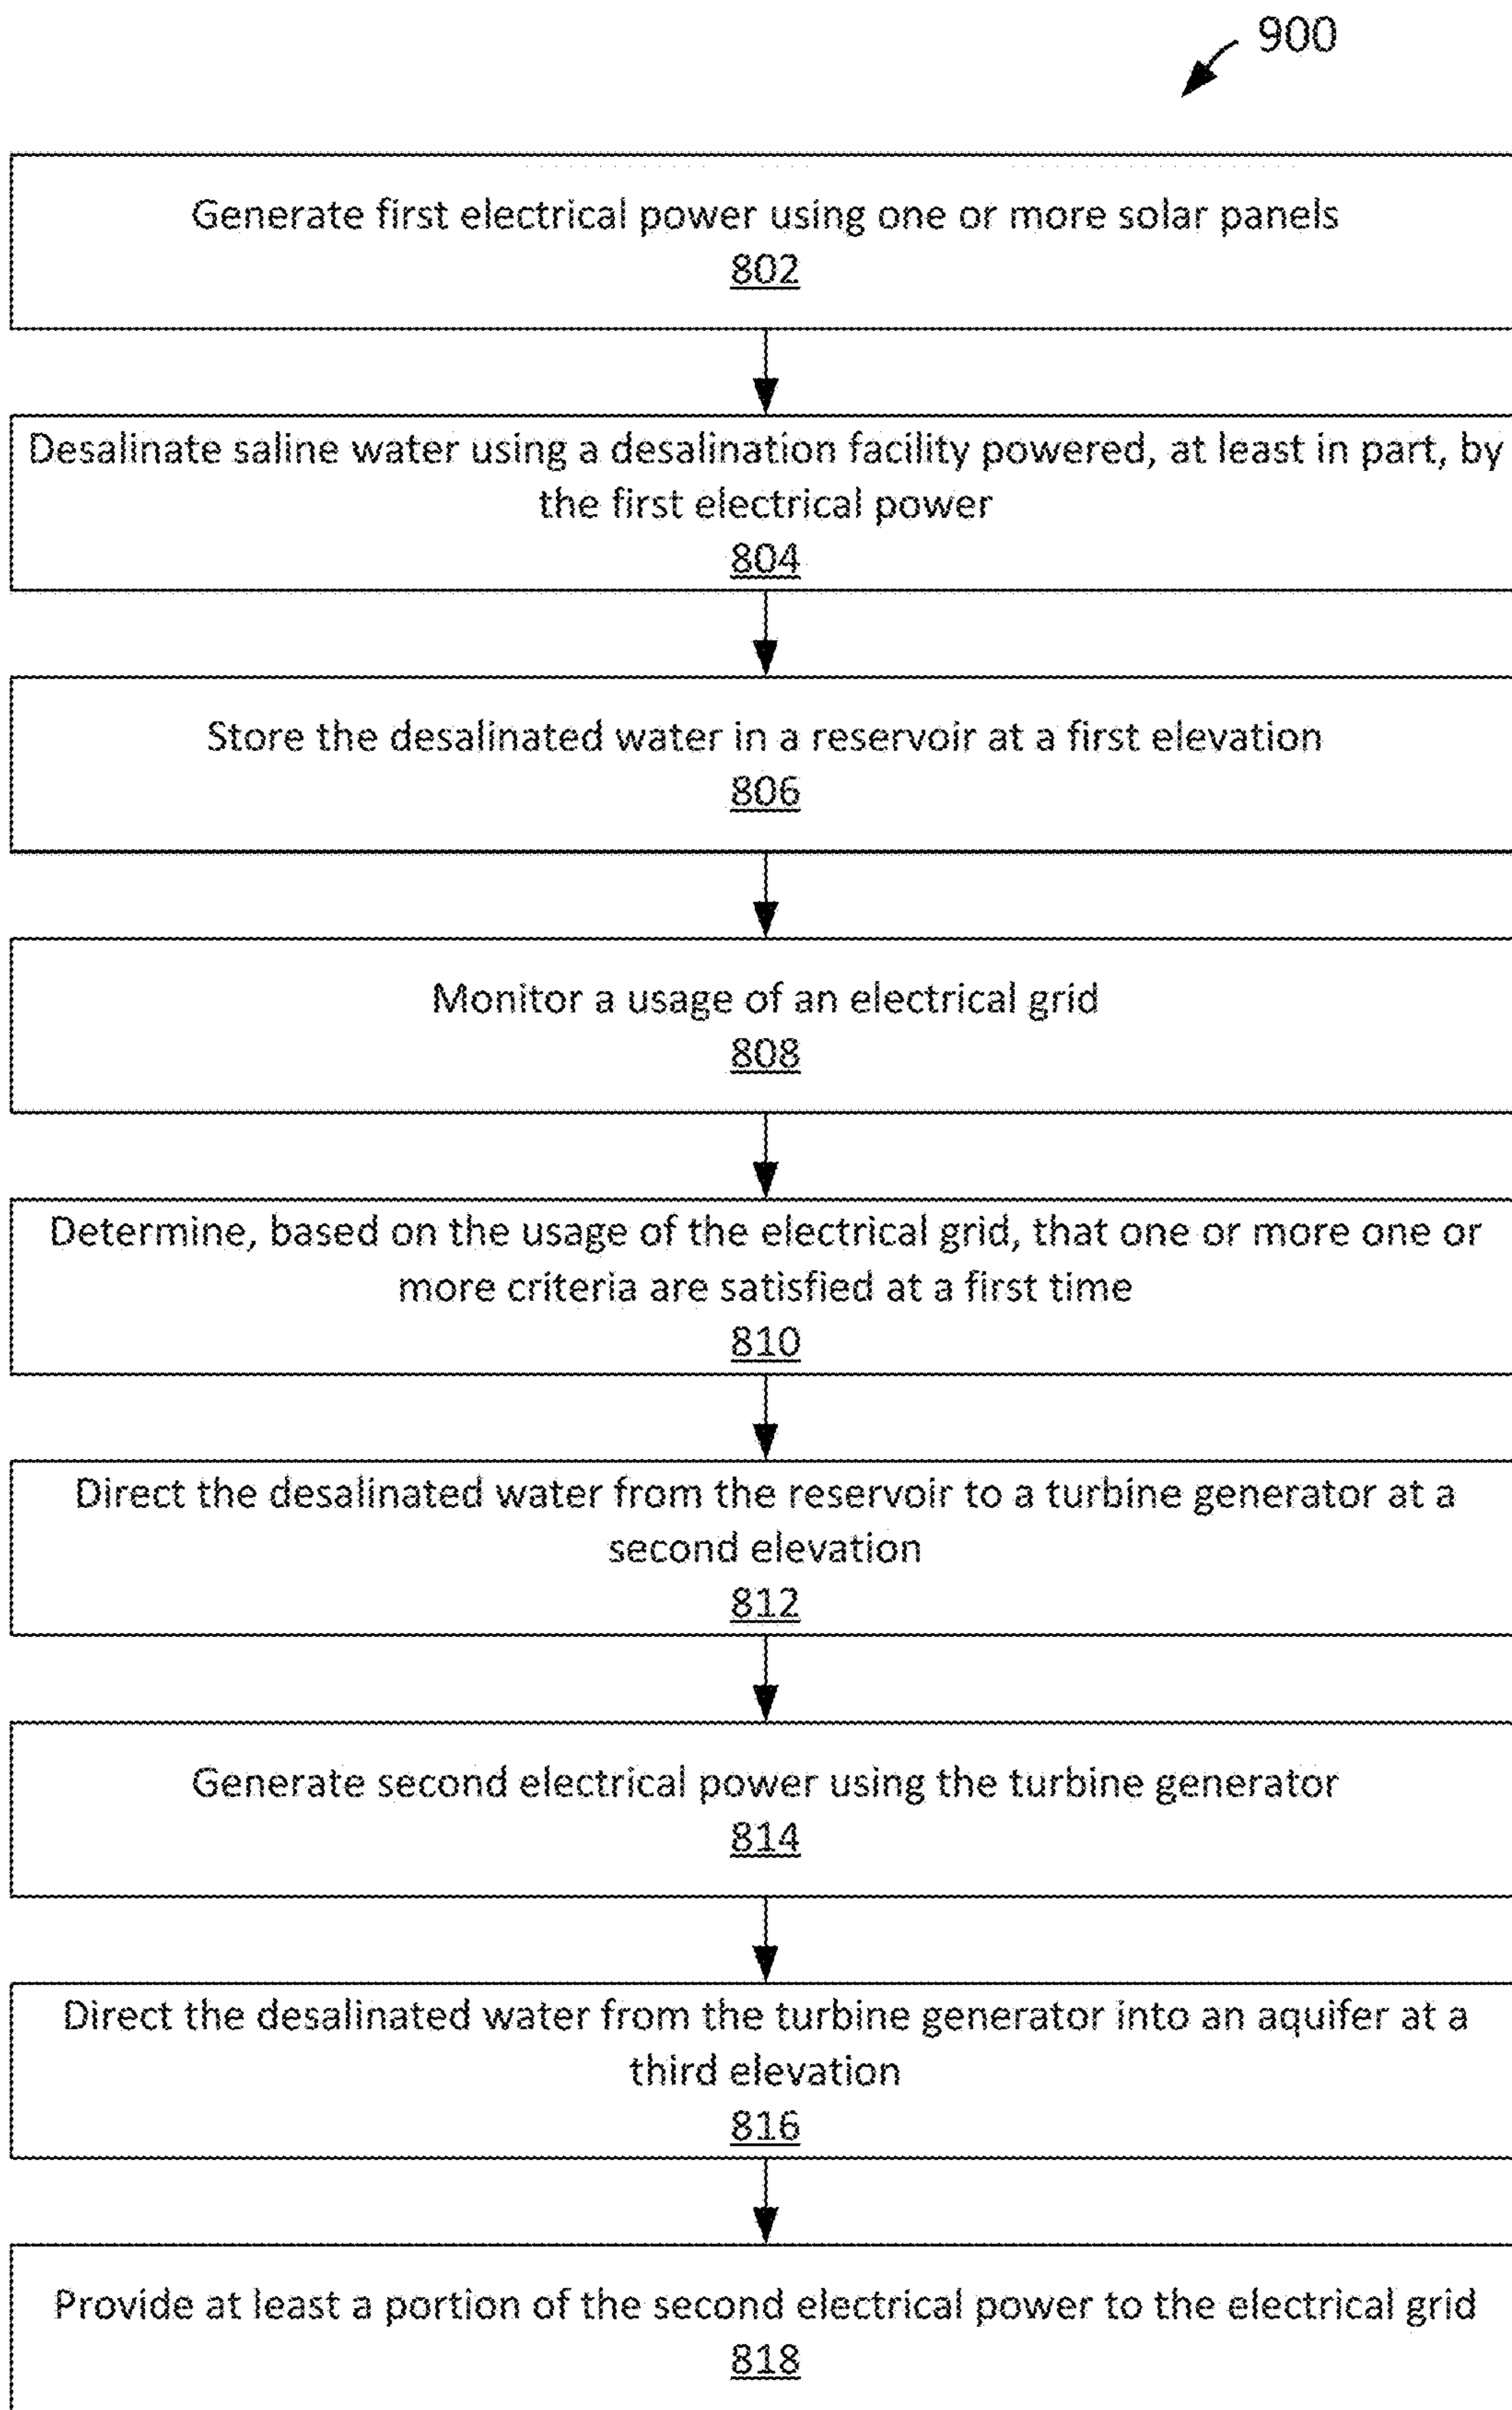 900
Generate first electrical power using one or more solar panels
802
Desalinate saline water using a desalination facility powered, at least in part, by
the first electrical power
804
Store the desalinated water in a reservoir at a first elevation
806
Monitor a usage of an electrical grid
808
Determine, based on the usage of the electrical grid, that one or more one or
more criteria are satisfied at a first time
810
Direct the desalinated water from the reservoir to a turbine generator at a
second elevation
812
Generate second electrical power using the turbine generator
814
Direct the desalinated water from the turbine generator into an aquifer at a
third elevation
816
Provide at least a portion of the second electrical power to the electrical grid
818